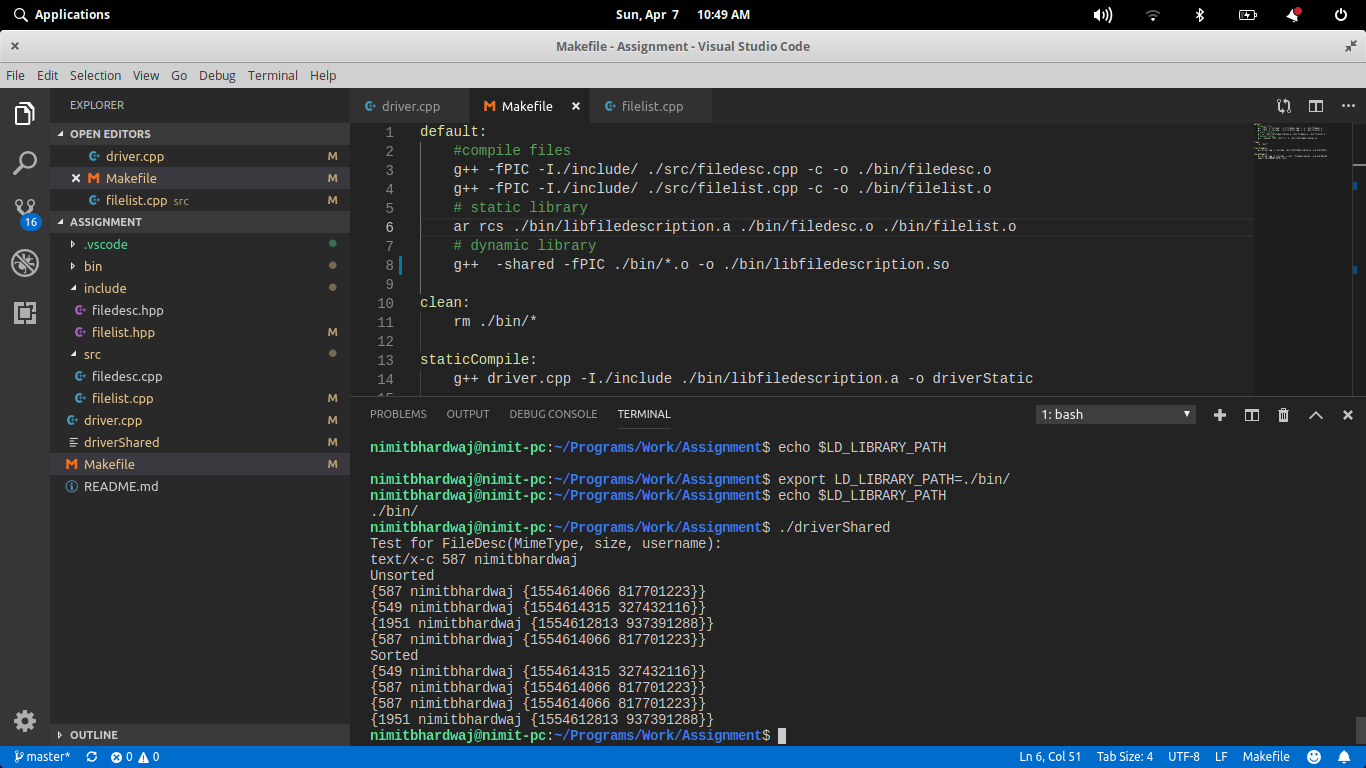 Applications
Sun, Apr 7 10:49 AM
Makefile - Assignment - Visual Studio Code
File Edit Selection View Go Debug Terminal Help
EXPLORER
OPEN EDITORS
driver.cpp M
Makefile M
filelist.cpp src M
16
ASSIGNMENT
.vscode
bin
include
filedesc.hpp
filelist.hpp M
src
filedesc.cpp
filelist.cpp M
driver.cpp M
driverShared M
Makefile M
README.md
OUTLINE
driver.cpp Makefile filelist.cpp
1 default:
2 #compile files
3 g++ -fPIC -I./include/ ./src/filedesc.cpp -c -o ./bin/filedesc.o
4 g++ -fPIC -I./include/ ./src/filelist.cpp -c -o ./bin/filelist.o
5 # static library
6 ar rcs ./bin/libfiledescription.a ./bin/filedesc.o ./bin/filelist.o
7 # dynamic library
8 g++  -shared -fPIC ./bin/*.o -o ./bin/libfiledescription.so
9
10 clean:
11 rm ./bin/*
12
13 staticCompile:
14 g++ driver.cpp -I./include ./bin/libfiledescription.a -o driverStatic
PROBLEMS OUTPUT DEBUG CONSOLE TERMINAL 1: bash
nimitbhardwaj@nimit-pc:~/Programs/Work/Assignment$ echo $LD_LIBRARY_PATH
nimitbhardwaj@nimit-pc:~/Programs/Work/Assignment$ export LD_LIBRARY_PATH=./bin/
nimitbhardwaj@nimit-pc:~/Programs/Work/Assignment$ echo $LD_LIBRARY_PATH
./bin/
nimitbhardwaj@nimit-pc:~/Programs/Work/Assignment$ ./driverShared
Test for FileDesc(MimeType, size, username):
text/x-c 587 nimitbhardwaj
Unsorted
{587 nimitbhardwaj {1554614066 817701223}}
{549 nimitbhardwaj {1554614315 327432116}}
{1951 nimitbhardwaj {1554612813 937391288}}
{587 nimitbhardwaj {1554614066 817701223}}
Sorted
{549 nimitbhardwaj {1554614315 327432116}}
{587 nimitbhardwaj {1554614066 817701223}}
{587 nimitbhardwaj {1554614066 817701223}}
{1951 nimitbhardwaj {1554612813 937391288}}
nimitbhardwaj@nimit-pc:~/Programs/Work/Assignment$
master* 0 0 Ln 6, Col 51 Tab Size: 4 UTF-8 LF Makefile